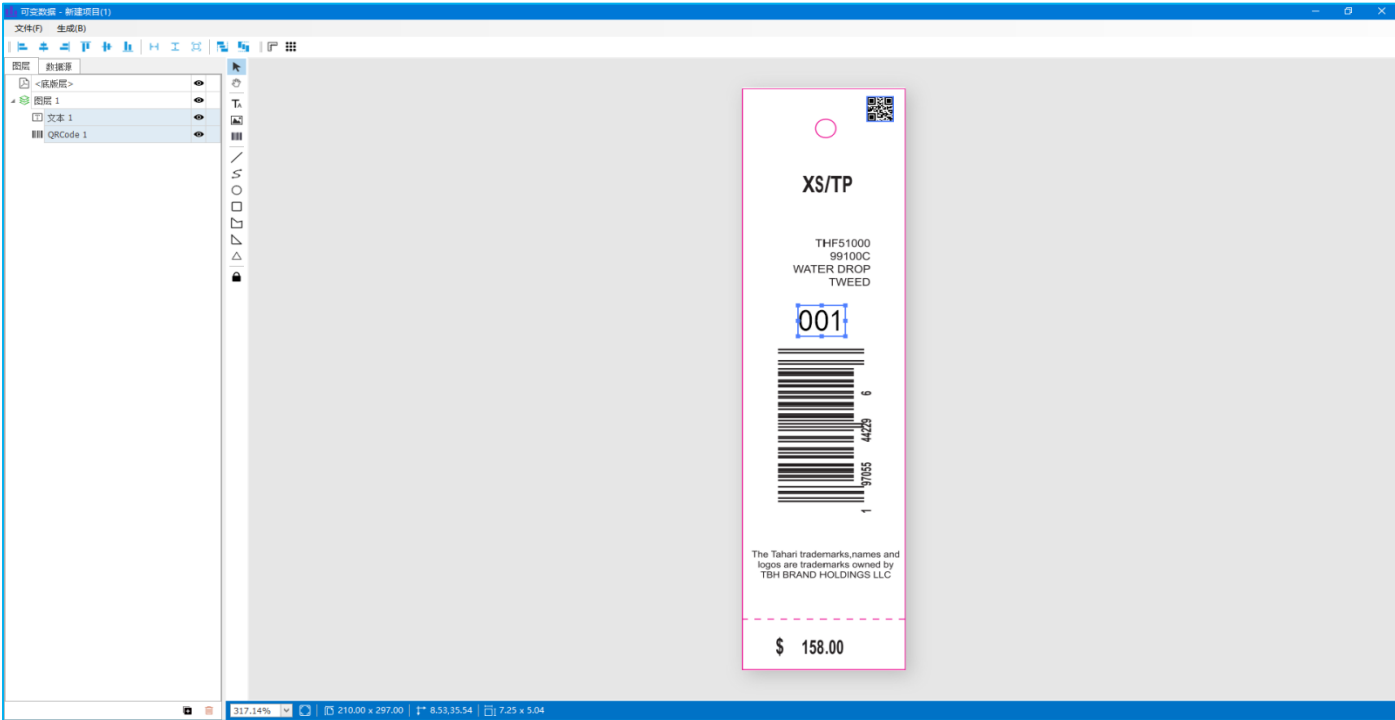 可变数据 - 新建项目(1)
文件(F) 生成(B)
图层 数据源
<底版层>
图层 1
文本 1
QRCode 1
XS/TP
THF51000
99100C
WATER DROP
TWEED
001
1 97055 44229 6
The Tahari trademarks,names and
logos are trademarks owned by
TBH BRAND HOLDINGS LLC
$ 158.00
317.14% 210.00 x 297.00 8.53,35.54 7.25 x 5.04